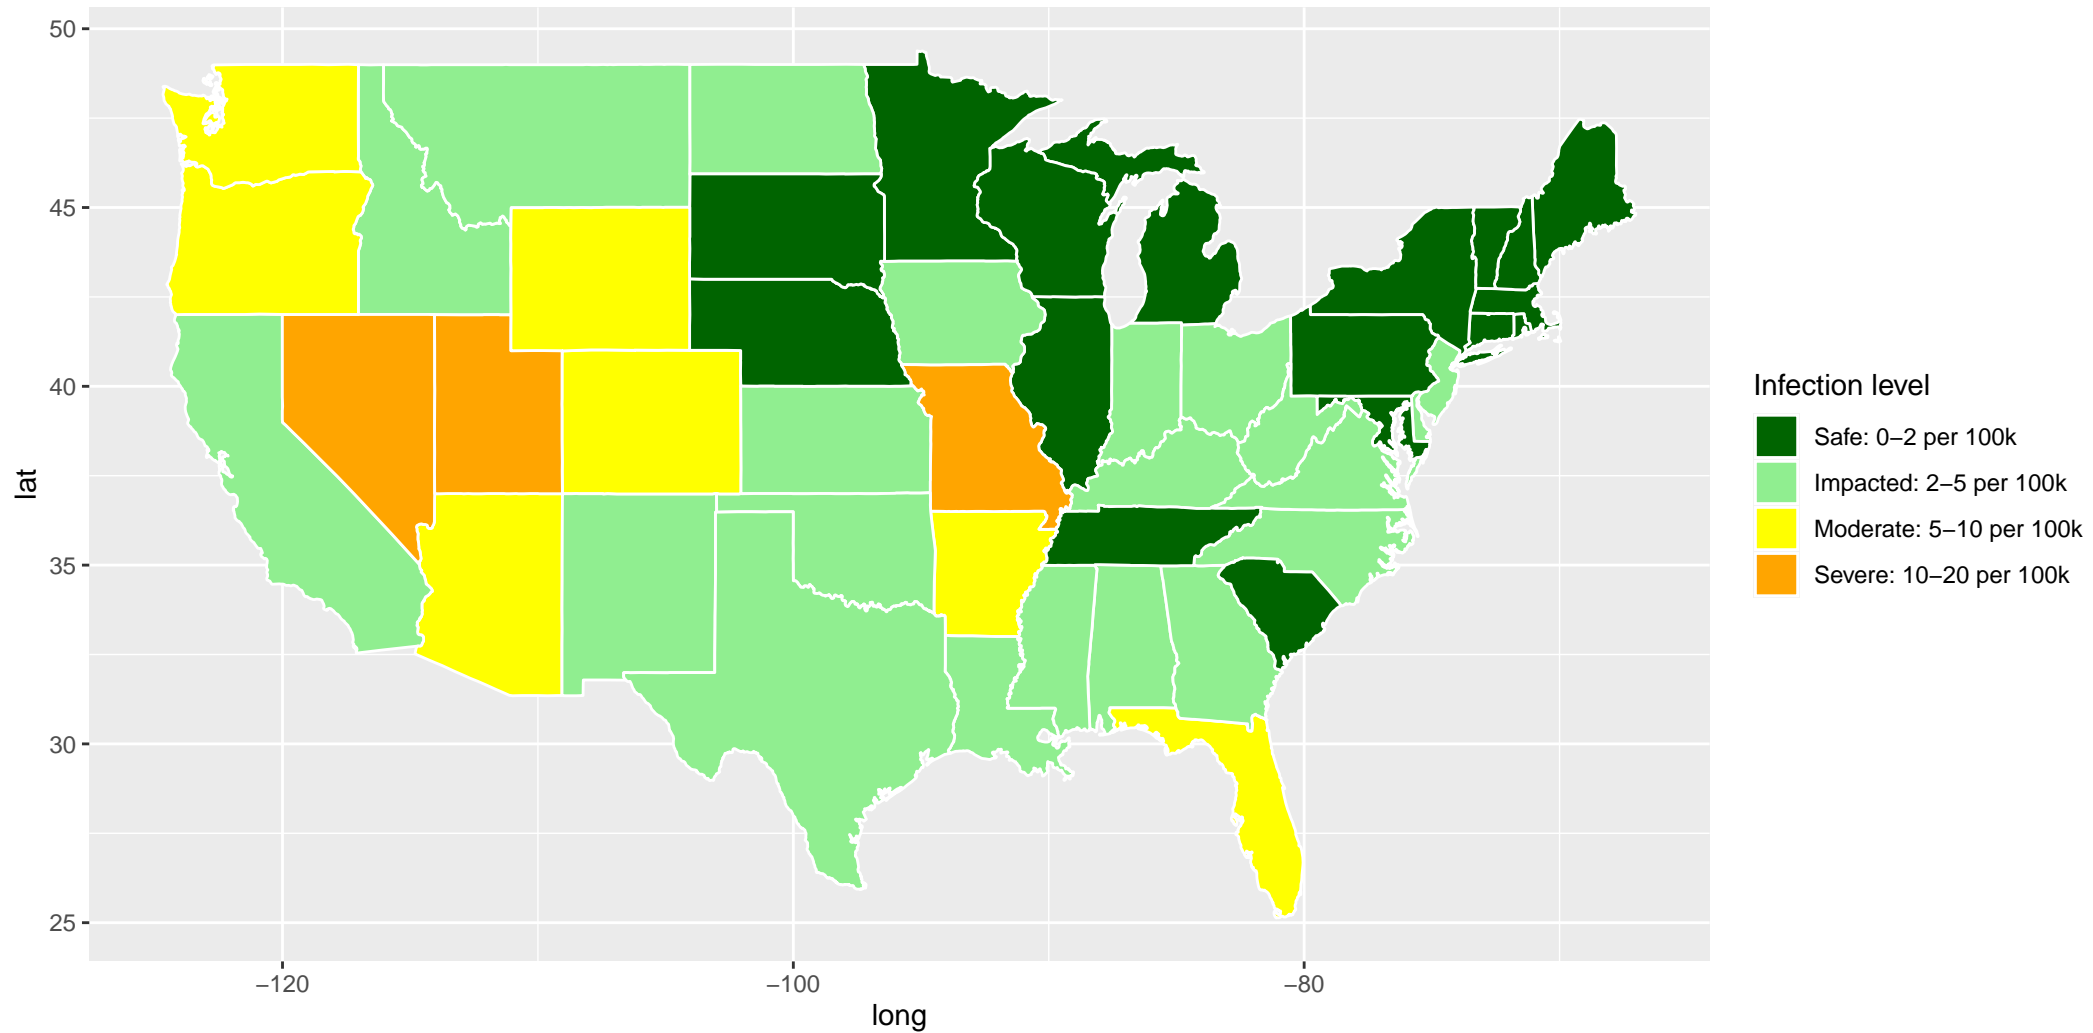 50
45
40
35
30
25
lat
−120
−100
−80
long
Infection level
Safe: 0−2 per 100k
Impacted: 2−5 per 100k
Moderate: 5−10 per 100k
Severe: 10−20 per 100k